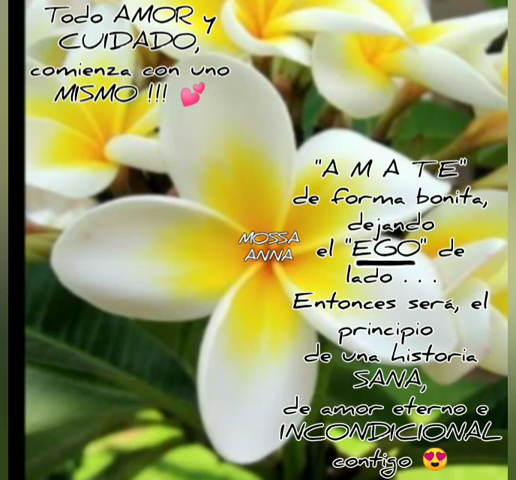 Todo AMOR y
CUIDADO,
comienza con uno
MISMO !!! 💕
"A M A T E"
de forma bonita,
dejando
el "EGO" de
lado . . .
Entonces será, el
principio
de una historia
SANA,
de amor eterno e
INCONDICIONAL
contigo 😍
MOSSA
ANNA